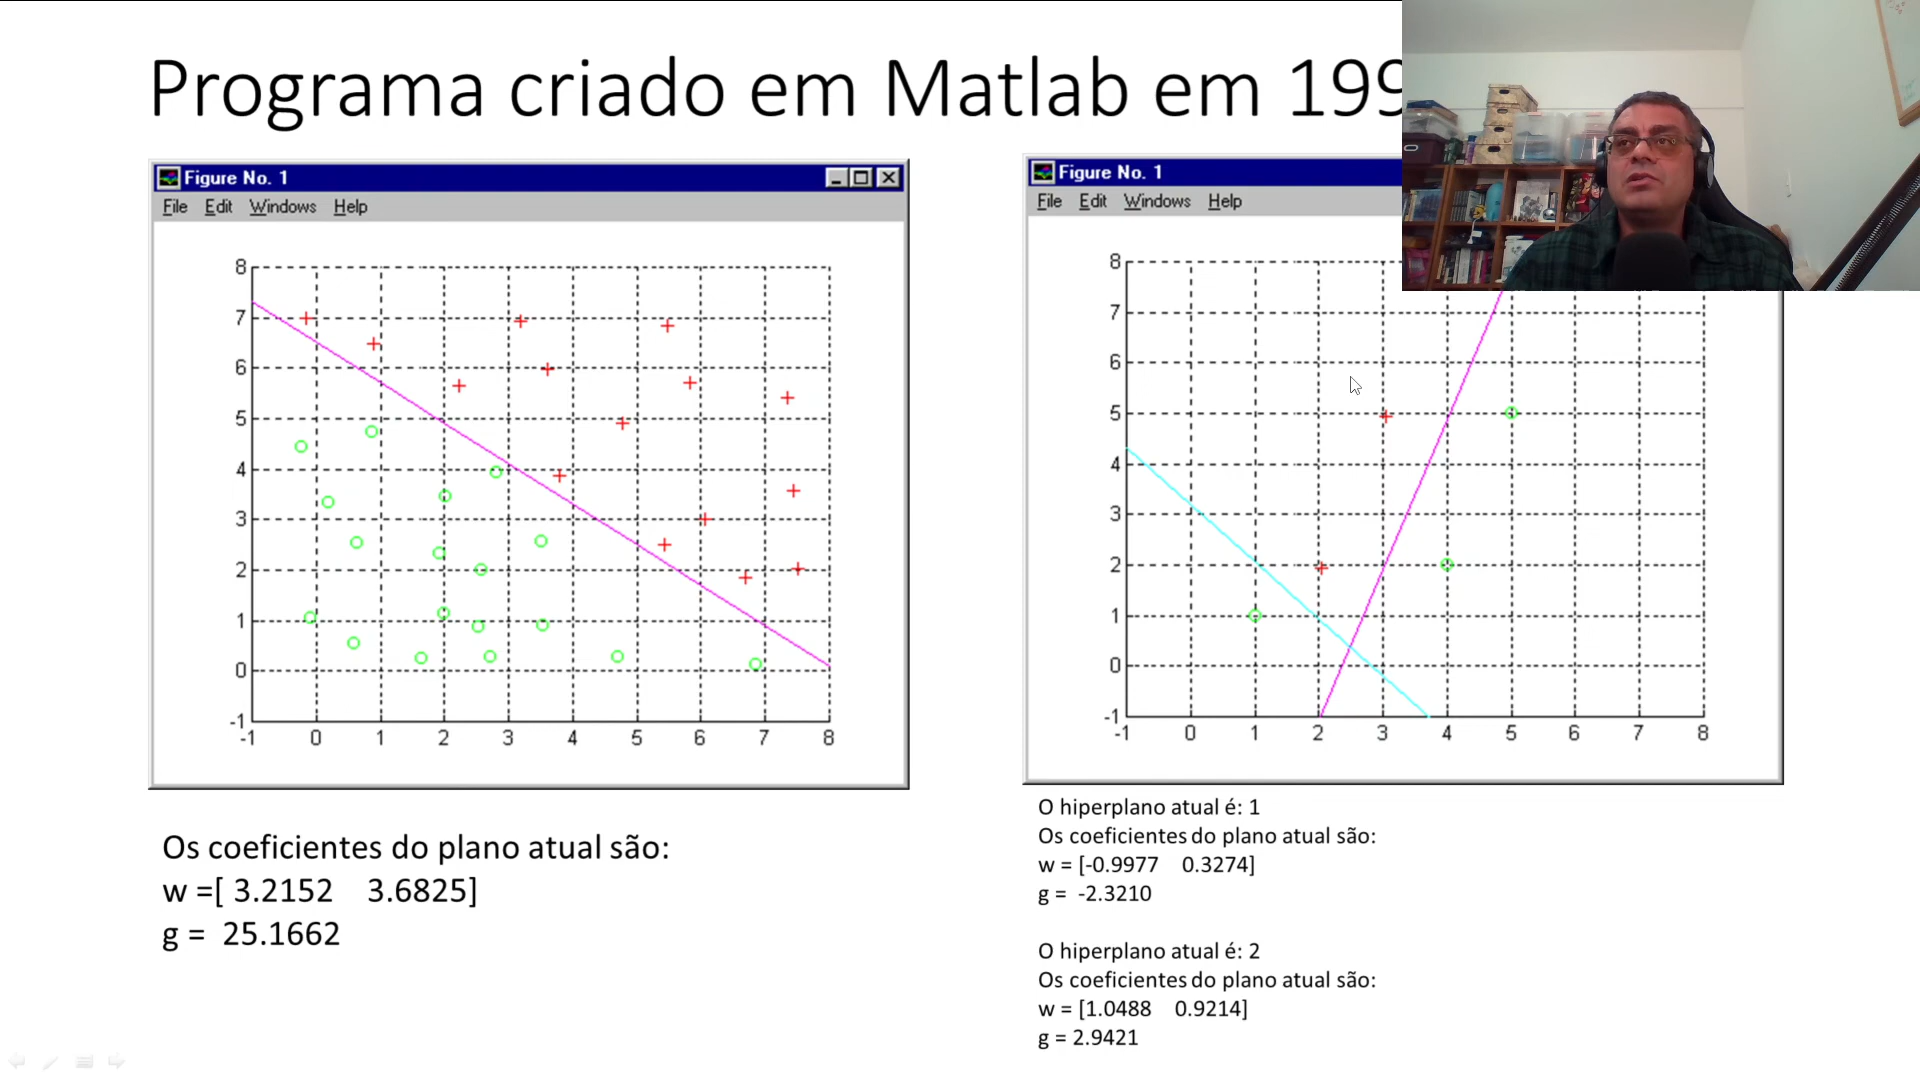 Programa criado em Matlab em 199
Figure No. 1
File Edit Windows Help
8
7
6
5
4
3
2
1
0
-1
-1 0 1 2 3 4 5 6 7 8
Os coeficientes do plano atual são:
w =[ 3.2152 3.6825]
g = 25.1662
Figure No. 1
File Edit Windows Help
8
7
6
5
4
3
2
1
0
-1
-1 0 1 2 3 4 5 6 7 8
O hiperplano atual é: 1
Os coeficientes do plano atual são:
w = [-0.9977 0.3274]
g = -2.3210
O hiperplano atual é: 2
Os coeficientes do plano atual são:
w = [1.0488 0.9214]
g = 2.9421